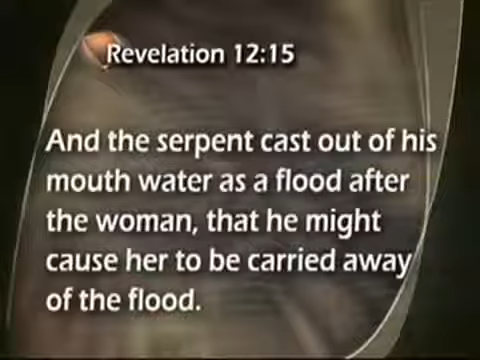 Revelation 12:15
And the serpent cast out of his
mouth water as a flood after
the woman, that he might
cause her to be carried away
of the flood.